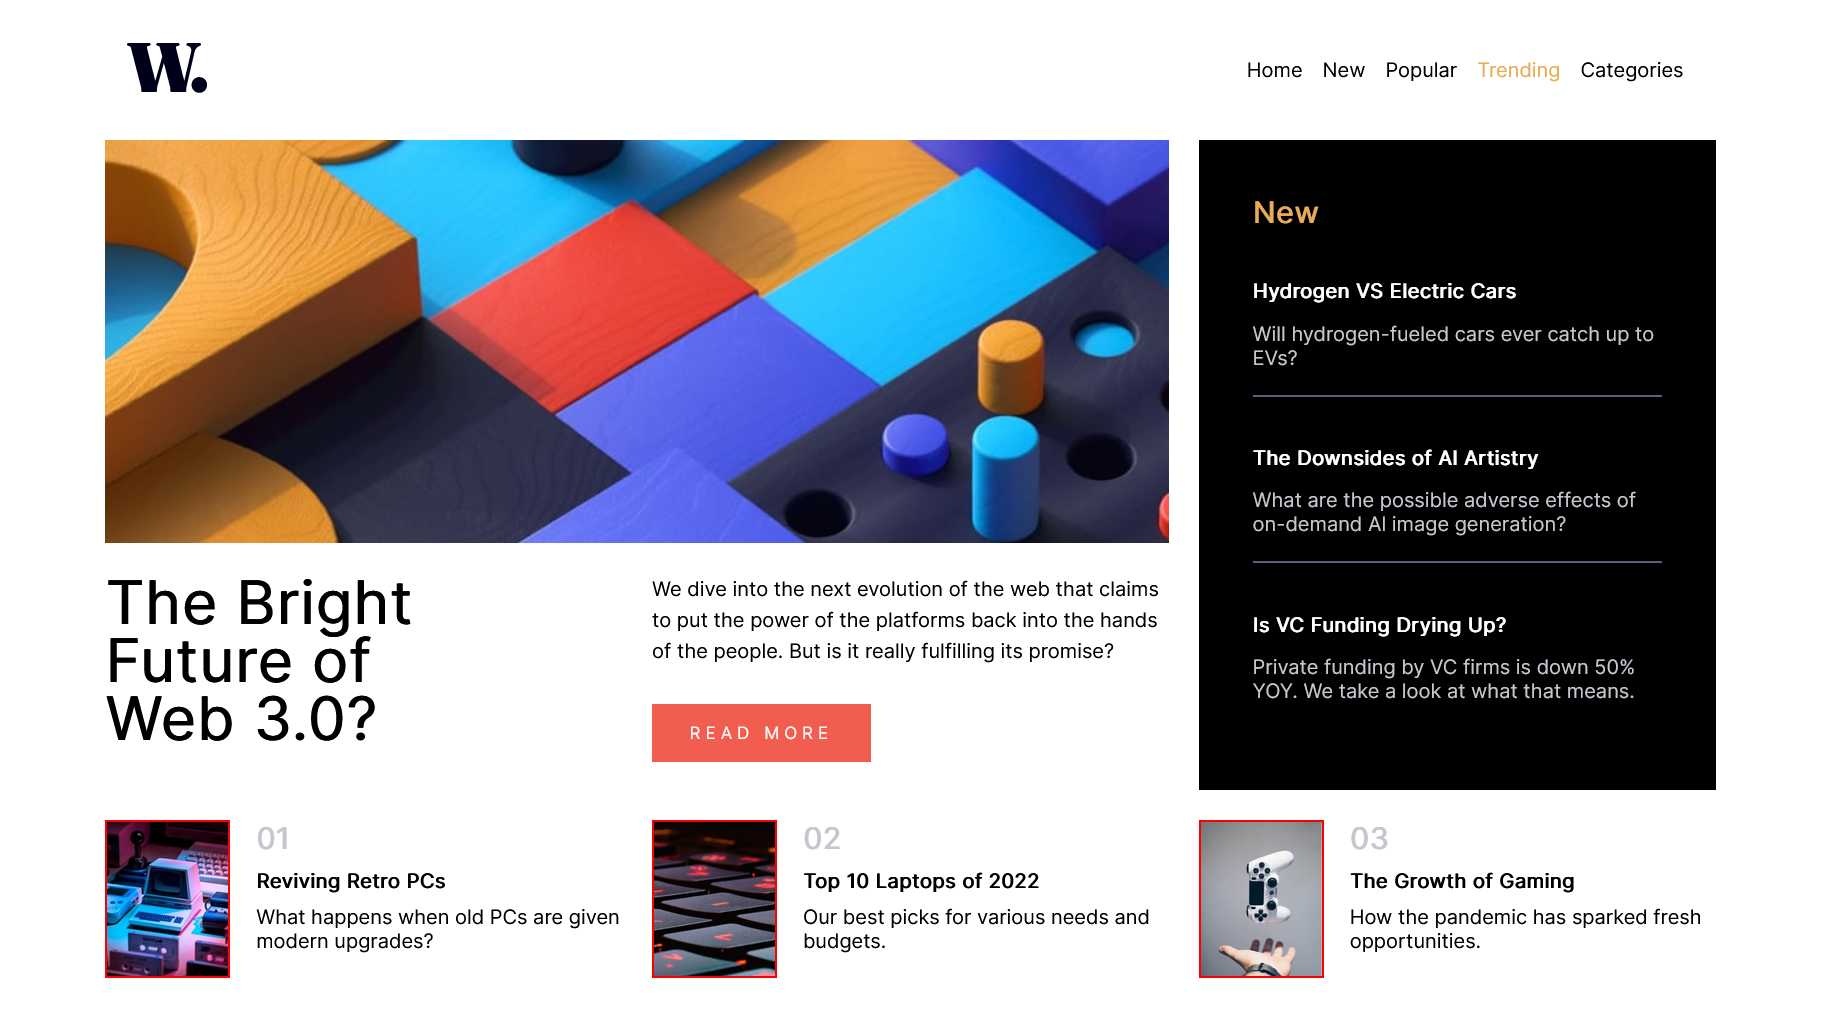 W.
Home New Popular Trending Categories
New
Hydrogen VS Electric Cars
Will hydrogen-fueled cars ever catch up to
EVs?
The Downsides of AI Artistry
What are the possible adverse effects of
on-demand AI image generation?
Is VC Funding Drying Up?
Private funding by VC firms is down 50%
YOY. We take a look at what that means.
The Bright
Future of
Web 3.0?
We dive into the next evolution of the web that claims
to put the power of the platforms back into the hands
of the people. But is it really fulfilling its promise?
READ MORE
01
Reviving Retro PCs
What happens when old PCs are given
modern upgrades?
02
Top 10 Laptops of 2022
Our best picks for various needs and
budgets.
03
The Growth of Gaming
How the pandemic has sparked fresh
opportunities.